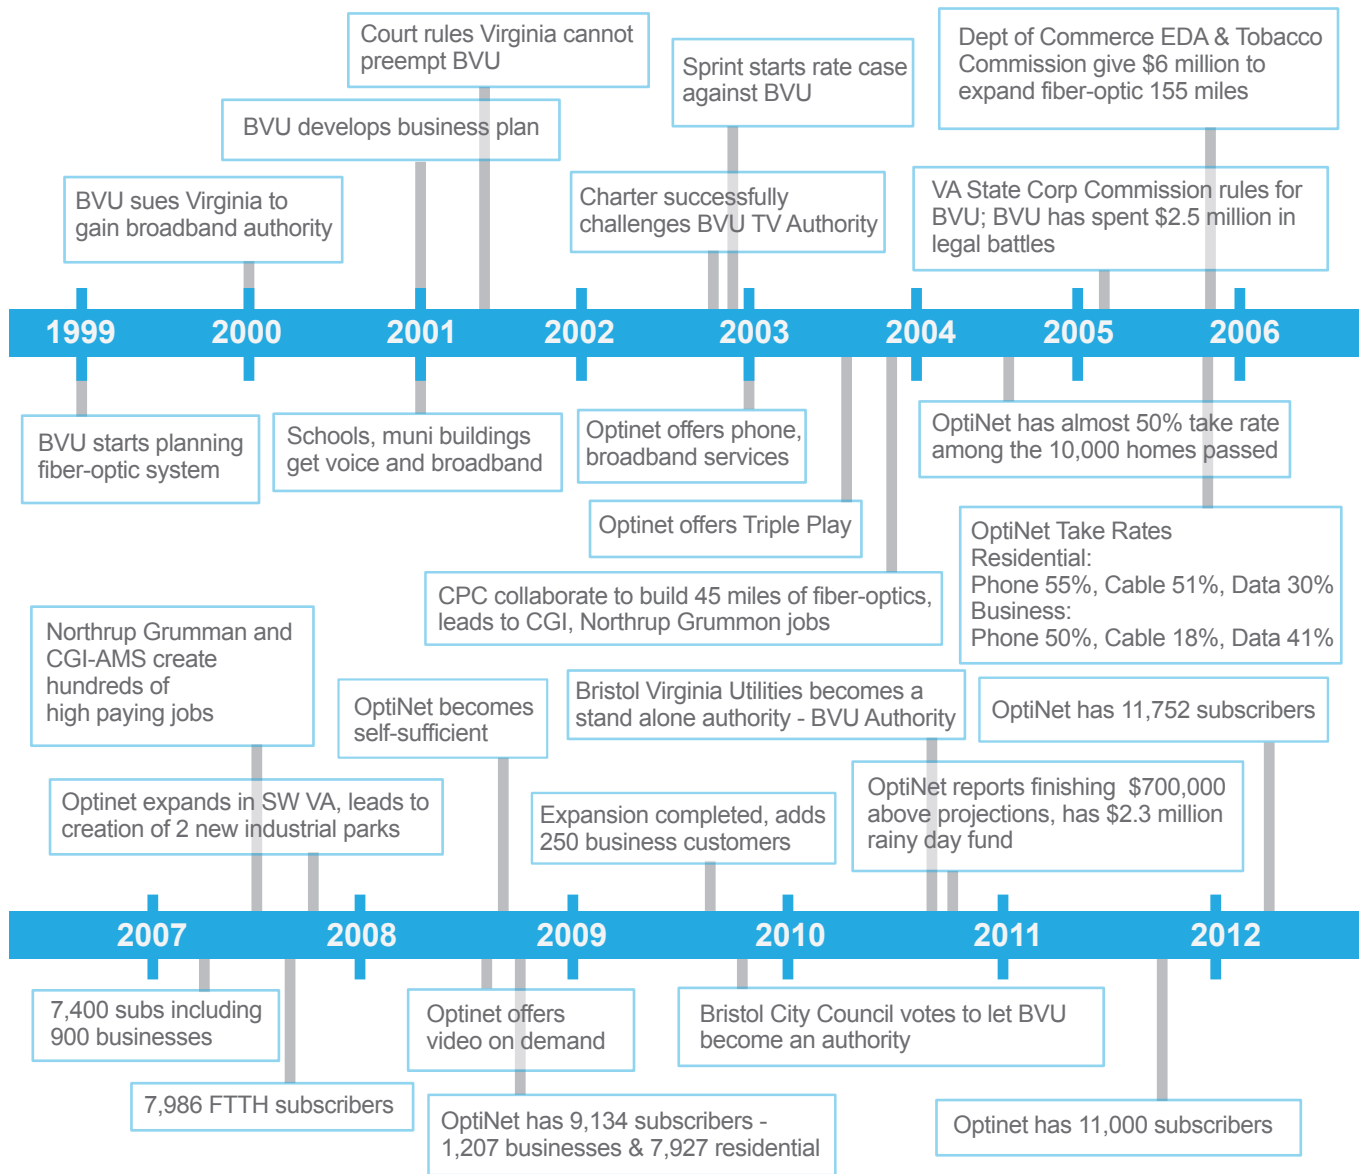 Court rules Virginia cannot
preempt BVU
Dept of Commerce EDA & Tobacco
Commission give $6 million to
expand fiber-optic 155 miles
Sprint starts rate case
against BVU
BVU develops business plan
BVU sues Virginia to
gain broadband authority
Charter successfully
challenges BVU TV Authority
VA State Corp Commission rules for
BVU; BVU has spent $2.5 million in
legal battles
1999 2000 2001 2002 2003 2004 2005 2006
BVU starts planning
fiber-optic system
Schools, muni buildings
get voice and broadband
Optinet offers phone,
broadband services
OptiNet has almost 50% take rate
among the 10,000 homes passed
Optinet offers Triple Play
OptiNet Take Rates
Residential:
Phone 55%, Cable 51%, Data 30%
Business:
Phone 50%, Cable 18%, Data 41%
CPC collaborate to build 45 miles of fiber-optics,
leads to CGI, Northrup Grummon jobs
Northrup Grumman and
CGI-AMS create
hundreds of
high paying jobs
OptiNet becomes
self-sufficient
Bristol Virginia Utilities becomes a
stand alone authority - BVU Authority
OptiNet has 11,752 subscribers
Optinet expands in SW VA, leads to
creation of 2 new industrial parks
Expansion completed, adds
250 business customers
OptiNet reports finishing $700,000
above projections, has $2.3 million
rainy day fund
2007 2008 2009 2010 2011 2012
7,400 subs including
900 businesses
Optinet offers
video on demand
Bristol City Council votes to let BVU
become an authority
7,986 FTTH subscribers
OptiNet has 9,134 subscribers -
1,207 businesses & 7,927 residential
Optinet has 11,000 subscribers